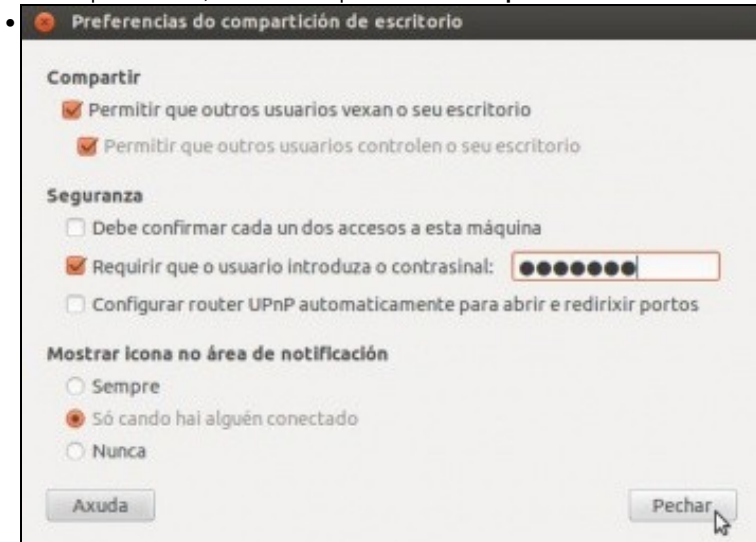 Preferencias do compartición de escritorio
Compartir
Permitir que outros usuarios vexan o seu escritorio
Permitir que outros usuarios controlen o seu escritorio
Seguranza
Debe confirmar cada un dos accesos a esta máquina
Requirir que o usuario introduza o contrasinal: ●●●●●●●
Configurar router UPnP automaticamente para abrir e redirixir portos
Mostrar icona no área de notificación
Sempre
Só cando hai alguén conectado
Nunca
Axuda
Pechar